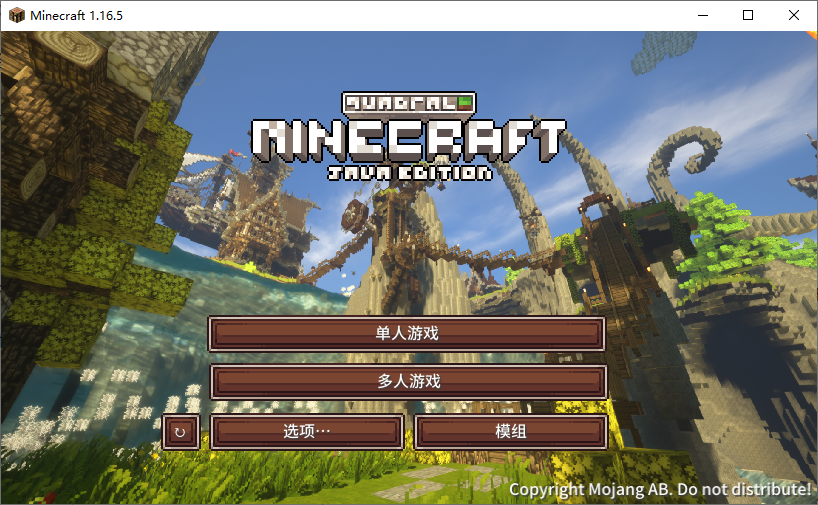 Minecraft 1.16.5
QUADRAL
MINECRAFT
JAVA EDITION
单人游戏
多人游戏
选项…
模组
Copyright Mojang AB. Do not distribute!